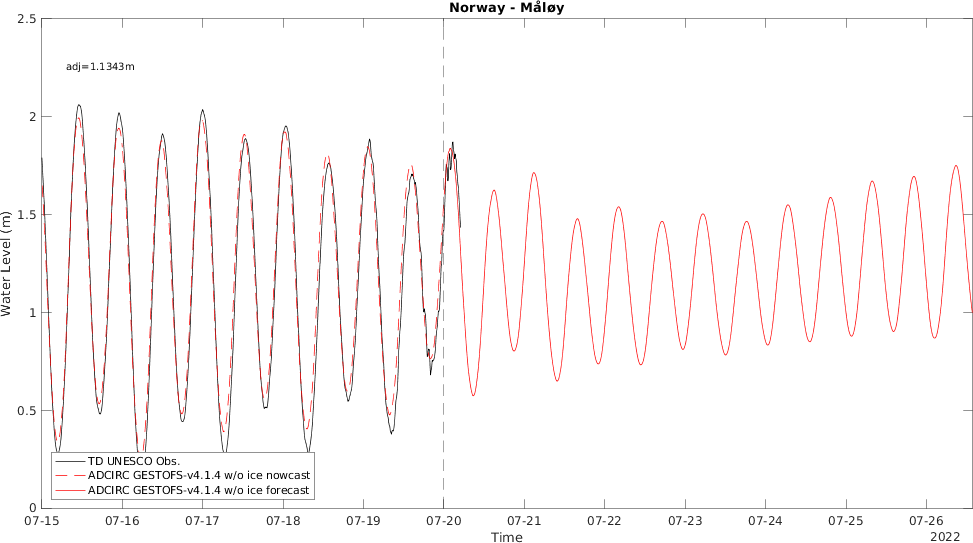 Norway - Måløy
2.5
adj=1.1343m
2
1.5
Water Level (m)
1
0.5
TD UNESCO Obs.
ADCIRC GESTOFS-v4.1.4 w/o ice nowcast
ADCIRC GESTOFS-v4.1.4 w/o ice forecast
0
07-15 07-16 07-17 07-18 07-19 07-20 07-21 07-22 07-23 07-24 07-25 07-26
Time
2022